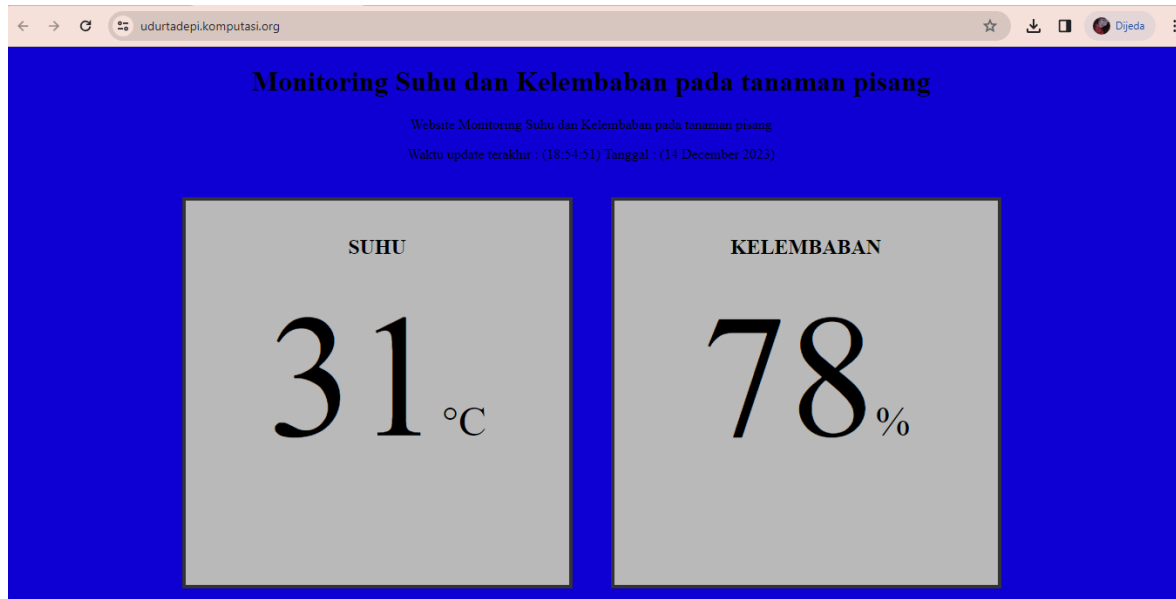 udurtadepi.komputasi.org
Dijeda
Monitoring Suhu dan Kelembaban pada tanaman pisang
Website Monitoring Suhu dan Kelembaban pada tanaman pisang
Waktu update terakhir : (18:54:51) Tanggal : (14 December 2023)
SUHU
31 °C
KELEMBABAN
78 %